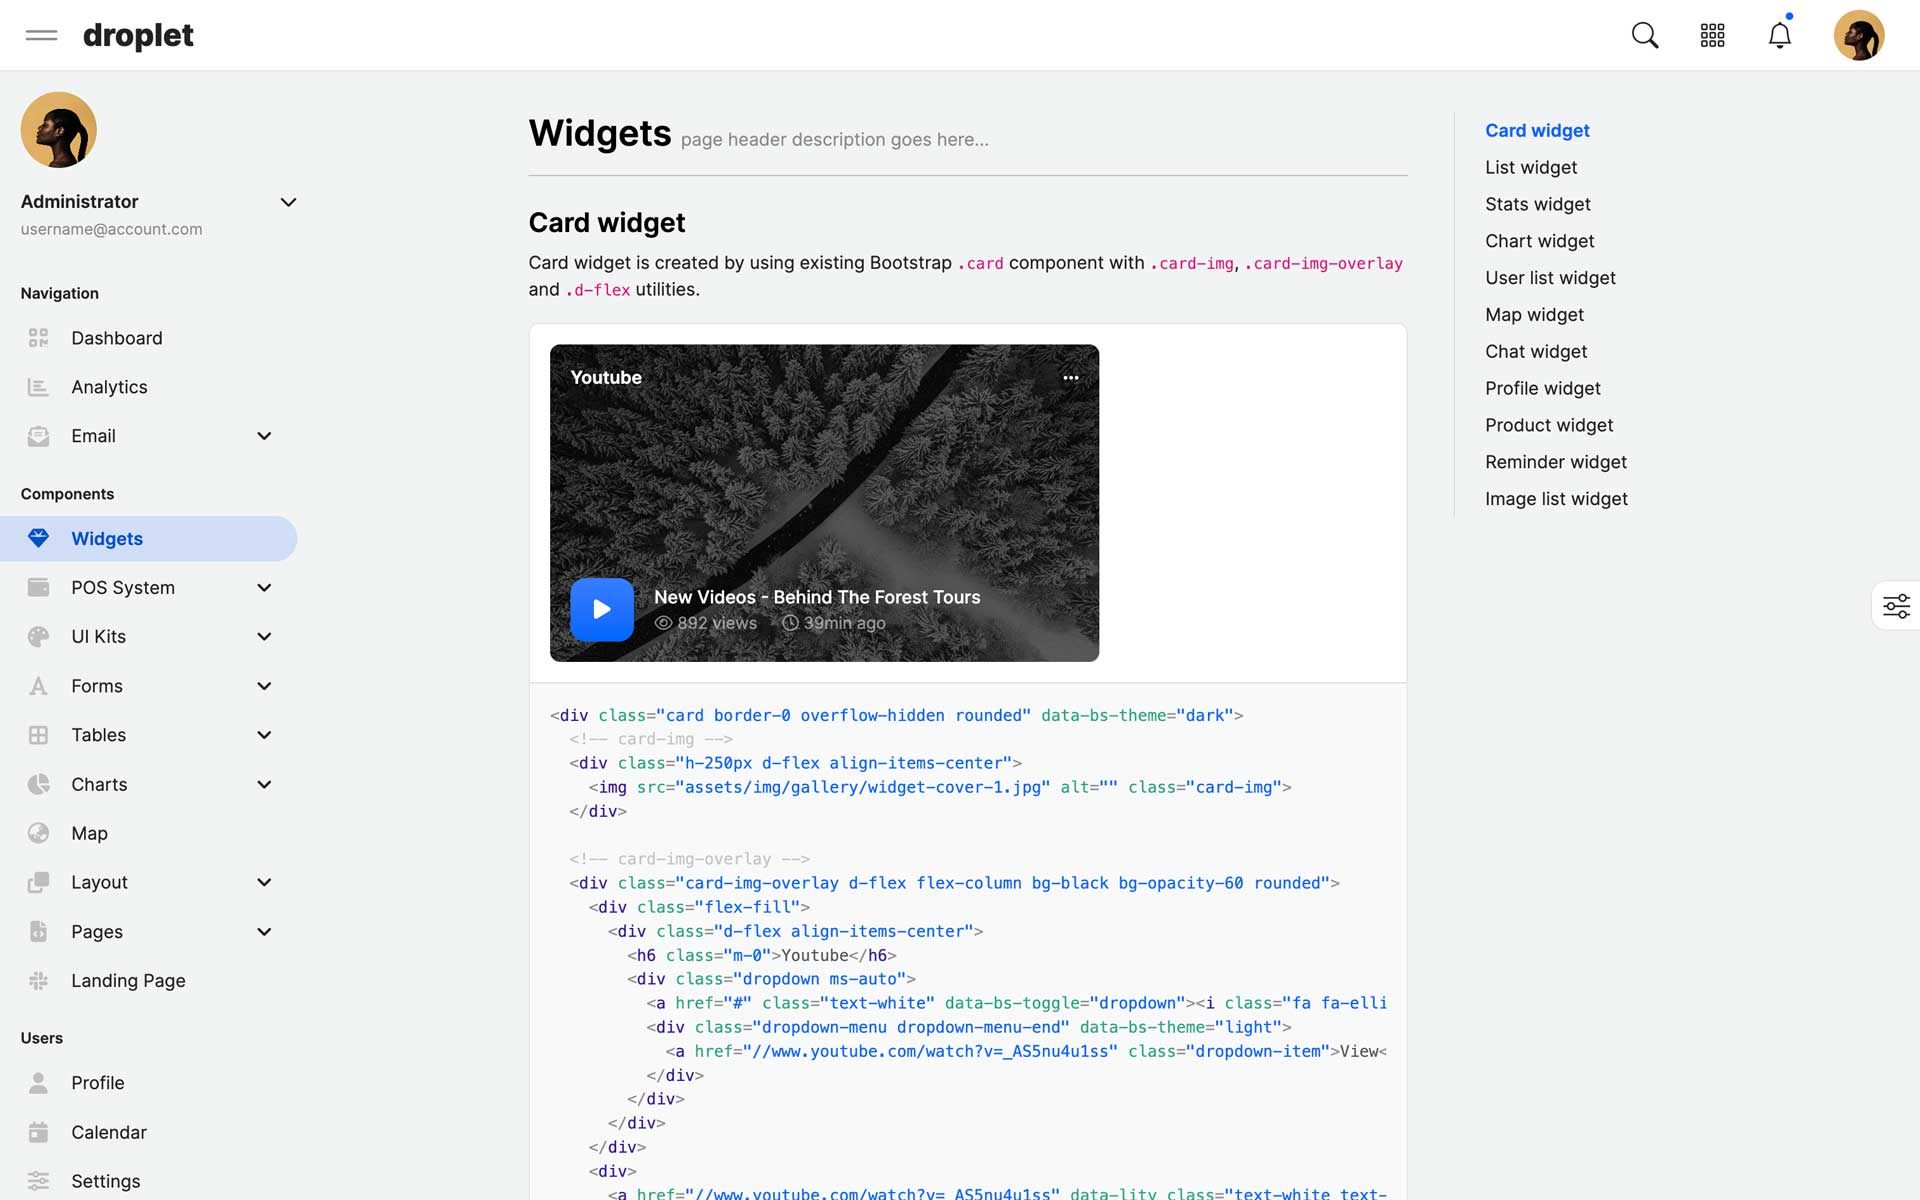 droplet
Administrator
username@account.com
Navigation
Dashboard
Analytics
Email
Components
Widgets
POS System
UI Kits
Forms
Tables
Charts
Map
Layout
Pages
Landing Page
Users
Profile
Calendar
Settings
Widgets page header description goes here...
Card widget
Card widget is created by using existing Bootstrap .card component with .card-img, .card-img-overlay
and .d-flex utilities.
Youtube
New Videos - Behind The Forest Tours
892 views 39min ago
<div class="card border-0 overflow-hidden rounded" data-bs-theme="dark">
<!-- card-img -->
<div class="h-250px d-flex align-items-center">
<img src="assets/img/gallery/widget-cover-1.jpg" alt="" class="card-img">
</div>
<!-- card-img-overlay -->
<div class="card-img-overlay d-flex flex-column bg-black bg-opacity-60 rounded">
<div class="flex-fill">
<div class="d-flex align-items-center">
<h6 class="m-0">Youtube</h6>
<div class="dropdown ms-auto">
<a href="#" class="text-white" data-bs-toggle="dropdown"><i class="fa fa-elli
<div class="dropdown-menu dropdown-menu-end" data-bs-theme="light">
<a href="//www.youtube.com/watch?v=_AS5nu4u1ss" class="dropdown-item">View<
</div>
</div>
</div>
</div>
<div>
<a href="//www.youtube.com/watch?v=_AS5nu4u1ss" data-lity class="text-white text-
Card widget
List widget
Stats widget
Chart widget
User list widget
Map widget
Chat widget
Profile widget
Product widget
Reminder widget
Image list widget